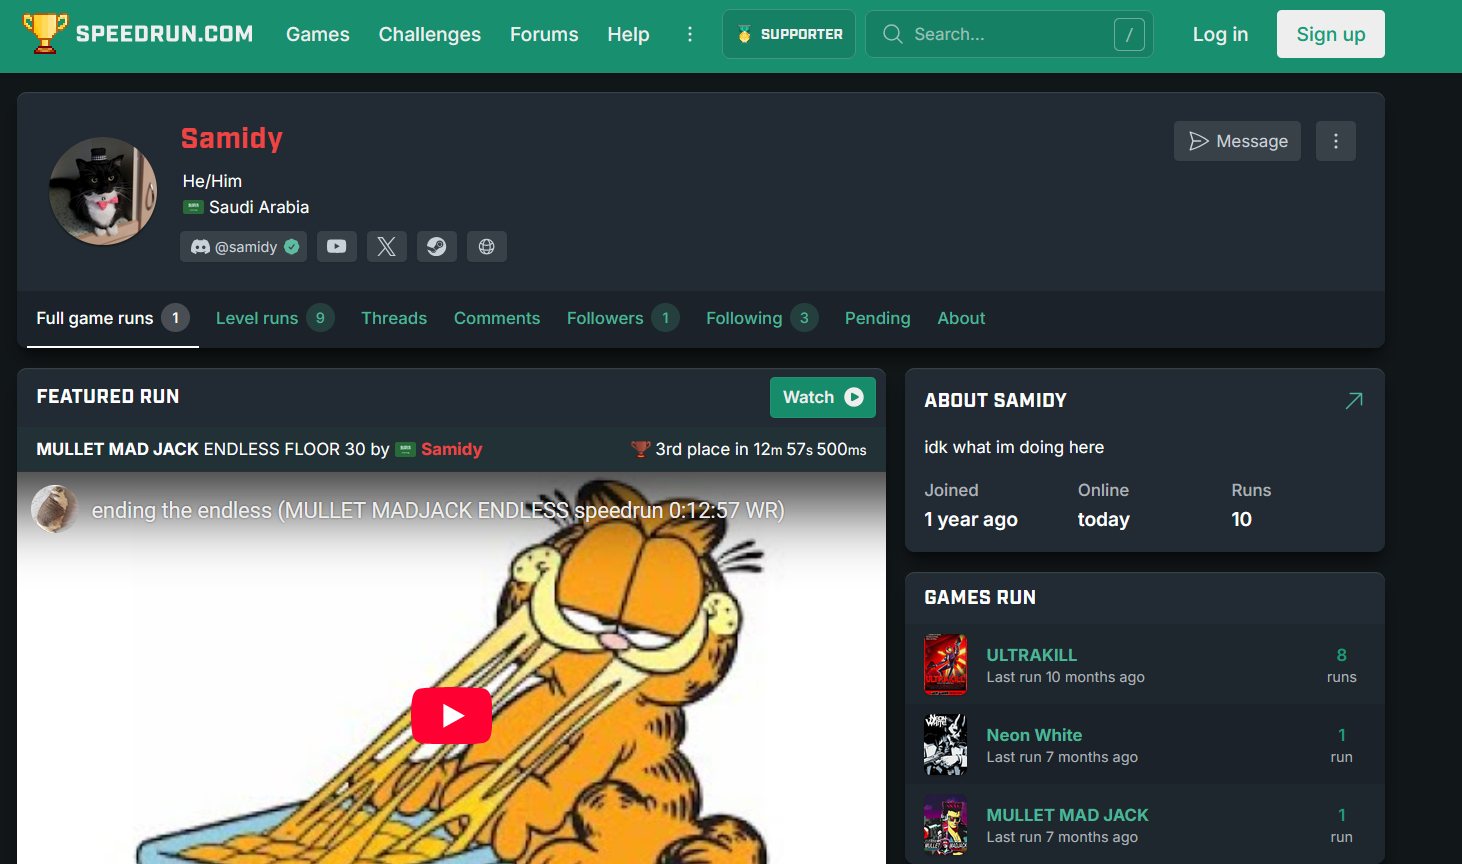 SPEEDRUN.COM Games Challenges Forums Help SUPPORTER Search... / Log in Sign up
Samidy
He/Him
Saudi Arabia
@samidy
Message
Full game runs 1 Level runs 9 Threads Comments Followers 1 Following 3 Pending About
FEATURED RUN Watch
MULLET MAD JACK ENDLESS FLOOR 30 by Samidy 3rd place in 12m 57s 500ms
ending the endless (MULLET MADJACK ENDLESS speedrun 0:12:57 WR)
ABOUT SAMIDY
idk what im doing here
Joined Online Runs
1 year ago today 10
GAMES RUN
ULTRAKILL 8
Last run 10 months ago runs
Neon White 1
Last run 7 months ago run
MULLET MAD JACK 1
Last run 7 months ago run